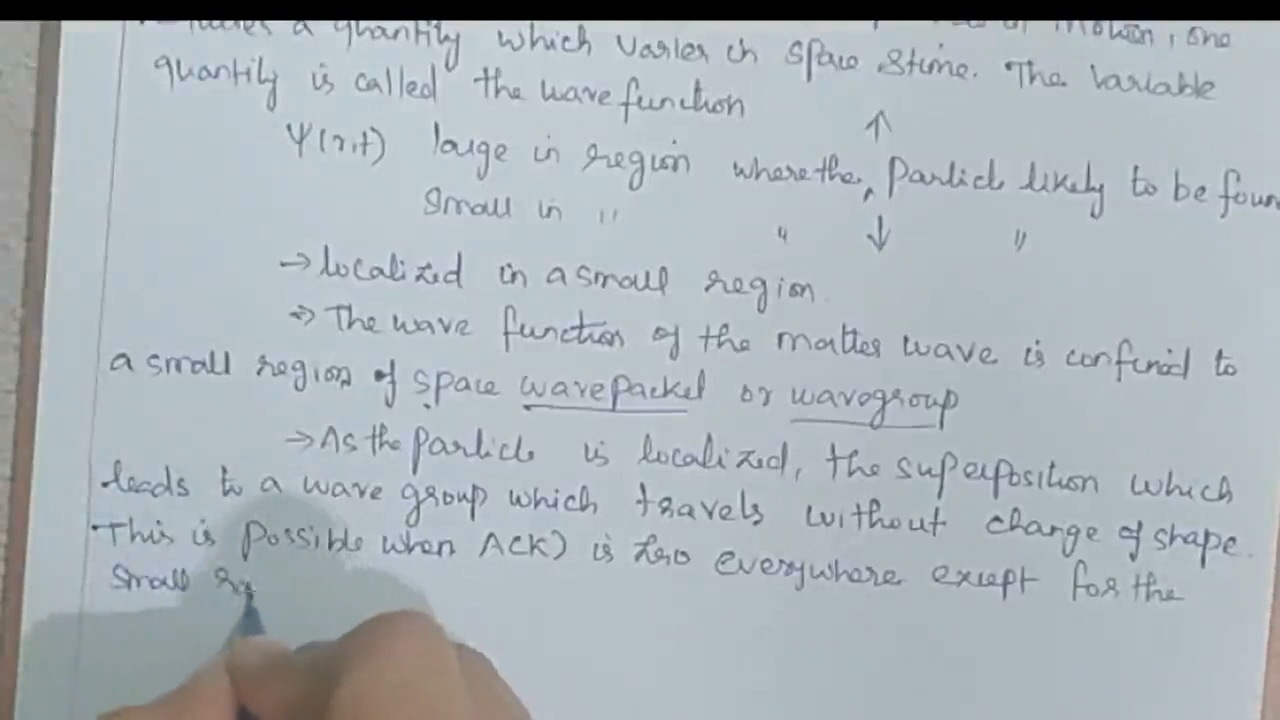 a quantity which varies in space & time. The variable
quantity is called the wave function
ψ(r,t) large in region where the, particle likely to be foun
small in " " "
→ localized in a small region.
→ The wave function of the matter wave is confined to
a small region of space wavepacket or wavegroup
→ As the particle is localized, the superposition which
leads to a wave group which travels without change of shape.
This is possible when A(K) is zero everywhere except for the
small